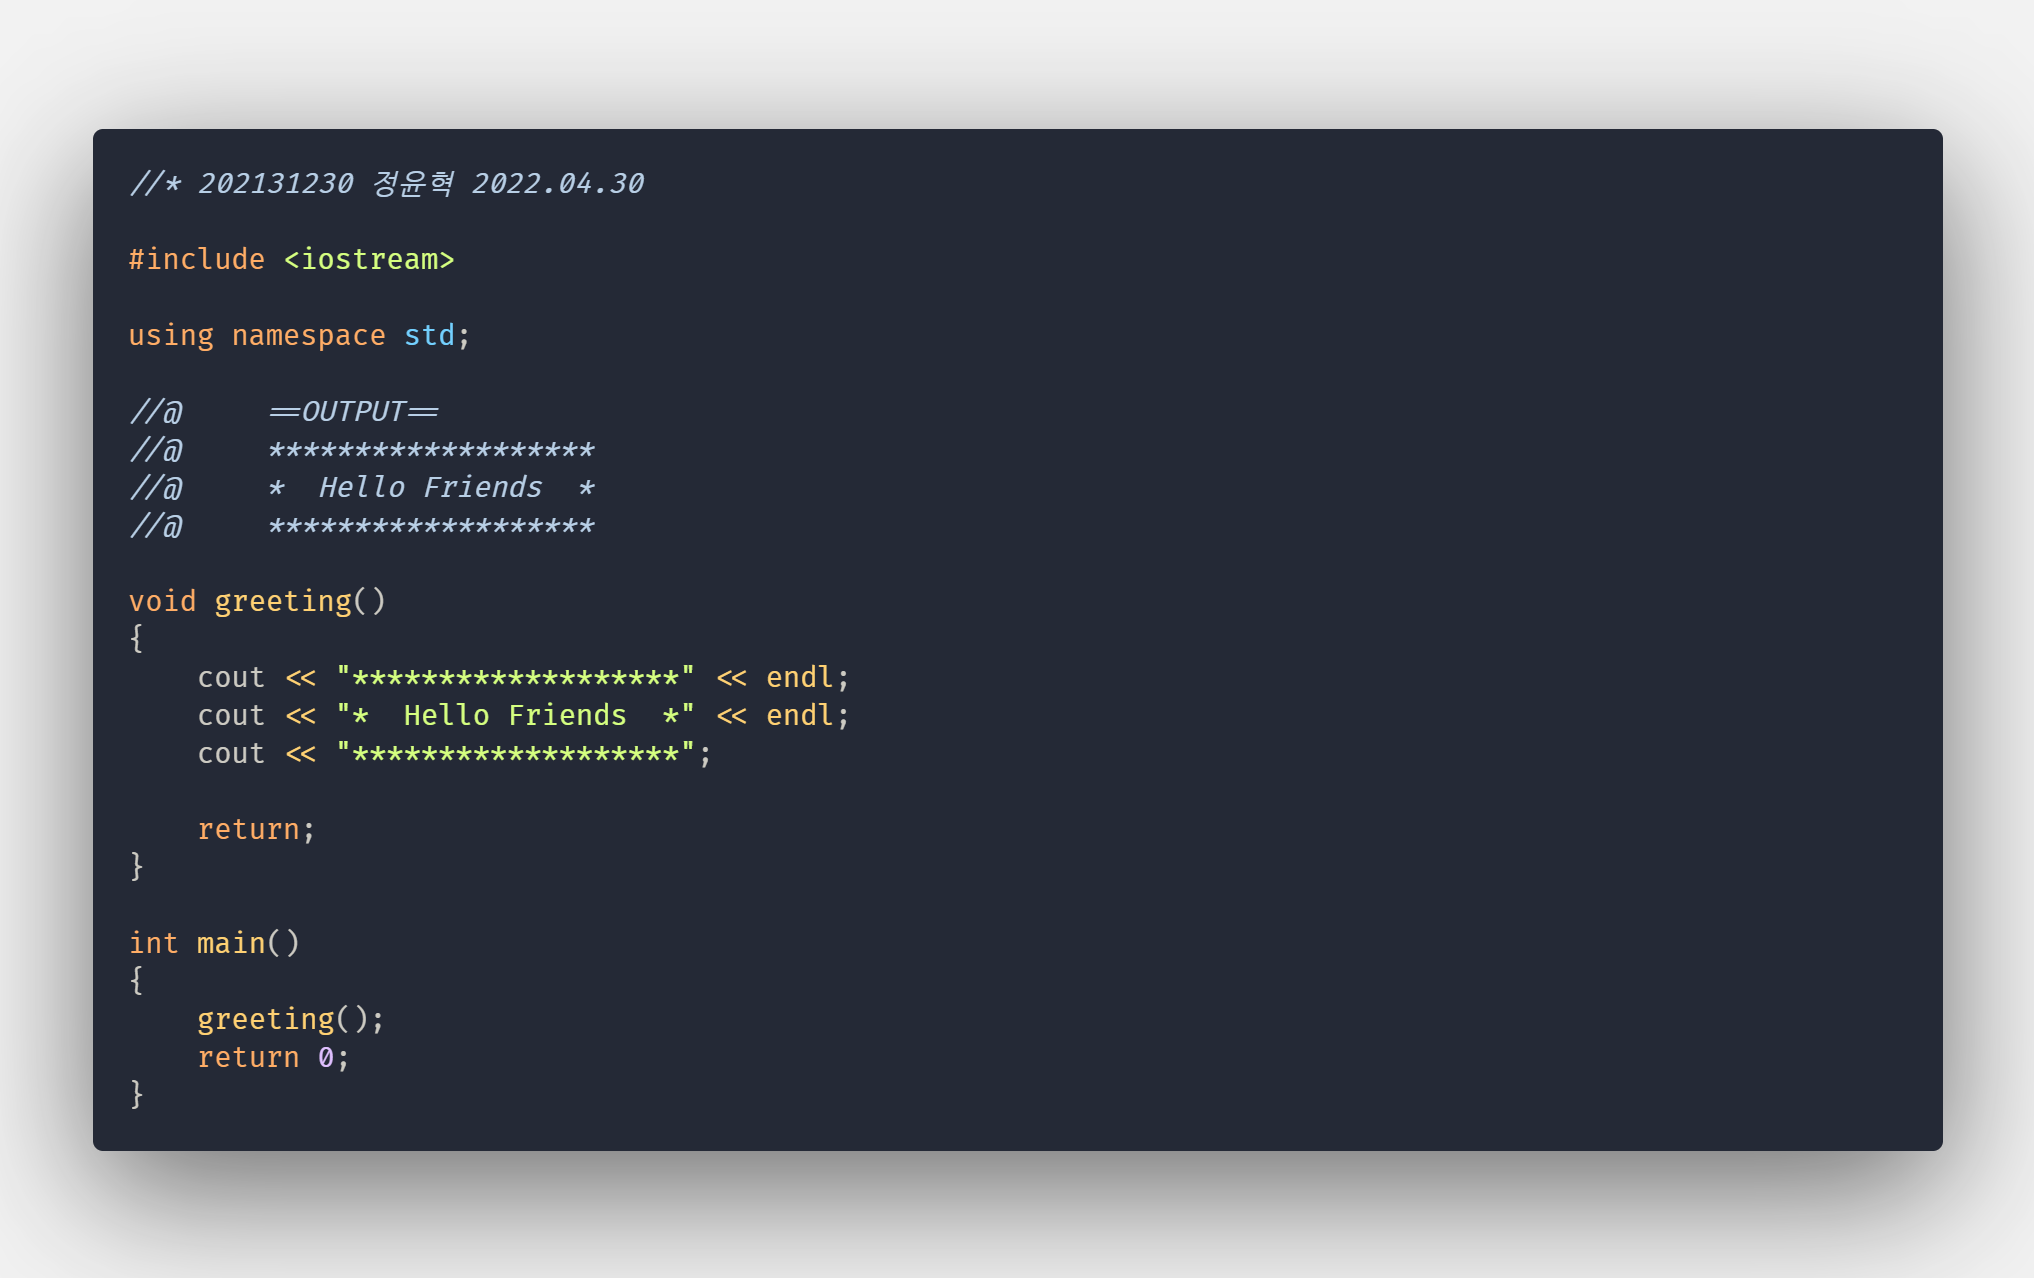 //* 202131230 정윤혁 2022.04.30

#include <iostream>

using namespace std;

//@     ==OUTPUT==
//@     *******************
//@     *  Hello Friends  *
//@     *******************

void greeting()
{
    cout << "*******************" << endl;
    cout << "*  Hello Friends  *" << endl;
    cout << "*******************";

    return;
}

int main()
{
    greeting();
    return 0;
}